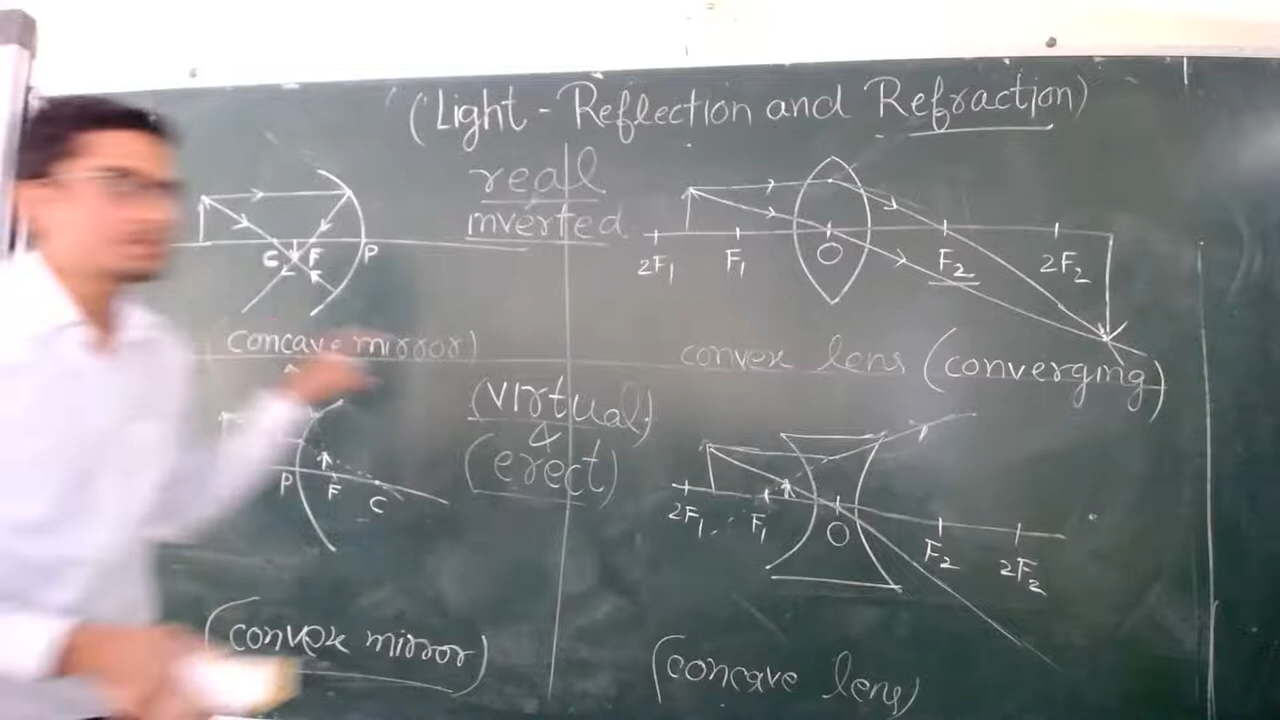 (Light - Reflection and Refraction)
real
inverted
C F P
(concave mirror)
2F₁ F₁ O F₂ 2F₂
convex lens (converging)
(virtual)
&
(erect)
P F C
(convex mirror)
2F₁ F₁ O F₂ 2F₂
(concave lens)